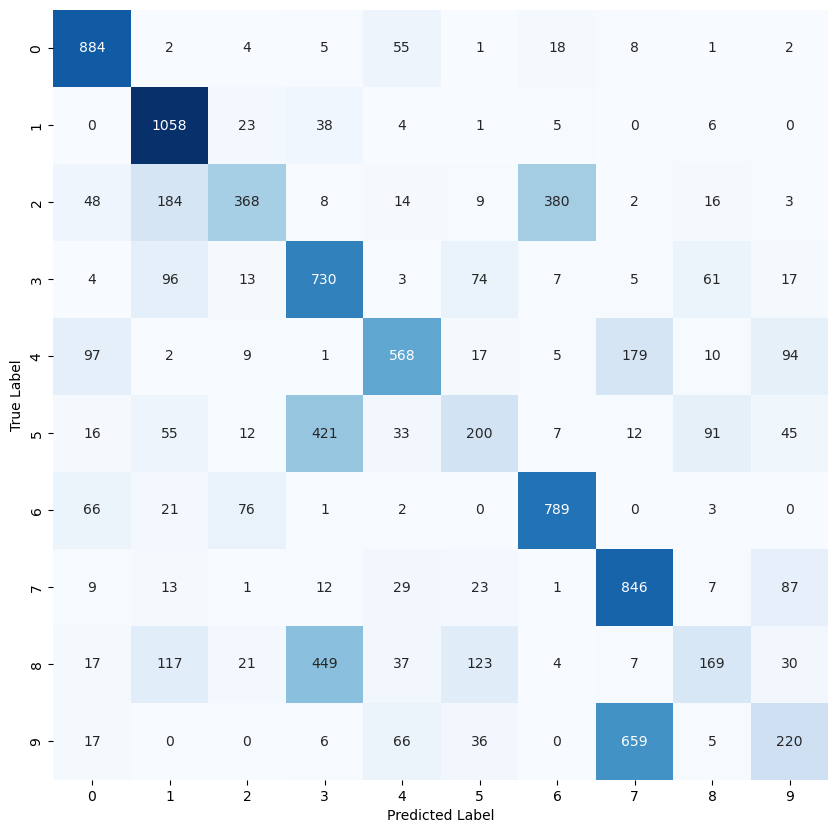 0 884 2 4 5 55 1 18 8 1 2
1 0 1058 23 38 4 1 5 0 6 0
2 48 184 368 8 14 9 380 2 16 3
3 4 96 13 730 3 74 7 5 61 17
4 97 2 9 1 568 17 5 179 10 94
5 16 55 12 421 33 200 7 12 91 45
6 66 21 76 1 2 0 789 0 3 0
7 9 13 1 12 29 23 1 846 7 87
8 17 117 21 449 37 123 4 7 169 30
9 17 0 0 6 66 36 0 659 5 220
0 1 2 3 4 5 6 7 8 9
True Label
Predicted Label